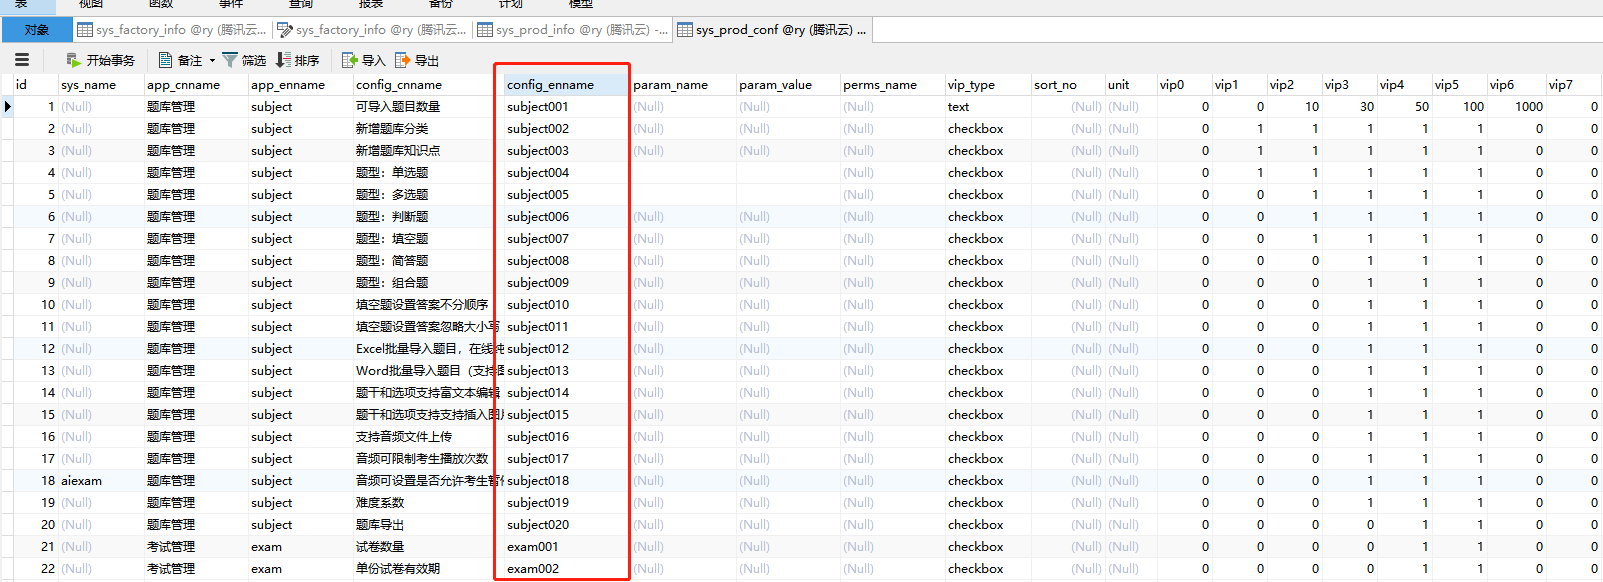 表 视图 函数 事件 查询 报表 备份 计划 模型
对象 sys_factory_info @ry (腾讯云... sys_factory_info @ry (腾讯云... sys_prod_info @ry (腾讯云) -... sys_prod_conf @ry (腾讯云) ...
开始事务 备注 筛选 排序 导入 导出
id sys_name app_cnname app_enname config_cnname config_enname param_name param_value perms_name vip_type sort_no unit vip0 vip1 vip2 vip3 vip4 vip5 vip6 vip7
1 (Null) 题库管理 subject 可导入题目数量 subject001 (Null) (Null) (Null) text (Null) (Null) 0 0 10 30 50 100 1000 0
2 (Null) 题库管理 subject 新增题库分类 subject002 (Null) (Null) (Null) checkbox (Null) (Null) 0 1 1 1 1 1 0 0
3 (Null) 题库管理 subject 新增题库知识点 subject003 (Null) (Null) (Null) checkbox (Null) (Null) 0 1 1 1 1 1 0 0
4 (Null) 题库管理 subject 题型：单选题 subject004 (Null) checkbox (Null) (Null) 0 1 1 1 1 1 0 0
5 (Null) 题库管理 subject 题型：多选题 subject005 (Null) checkbox (Null) (Null) 0 0 1 1 1 1 0 0
6 (Null) 题库管理 subject 题型：判断题 subject006 (Null) (Null) (Null) checkbox (Null) (Null) 0 0 1 1 1 1 0 0
7 (Null) 题库管理 subject 题型：填空题 subject007 (Null) (Null) (Null) checkbox (Null) (Null) 0 0 1 1 1 1 0 0
8 (Null) 题库管理 subject 题型：简答题 subject008 (Null) (Null) (Null) checkbox (Null) (Null) 0 0 0 1 1 1 0 0
9 (Null) 题库管理 subject 题型：组合题 subject009 (Null) (Null) (Null) checkbox (Null) (Null) 0 0 0 1 1 1 0 0
10 (Null) 题库管理 subject 填空题设置答案不分顺序 subject010 (Null) (Null) (Null) checkbox (Null) (Null) 0 0 0 1 1 1 0 0
11 (Null) 题库管理 subject 填空题设置答案忽略大小写 subject011 (Null) (Null) (Null) checkbox (Null) (Null) 0 0 0 1 1 1 0 0
12 (Null) 题库管理 subject Excel批量导入题目，在线纯 subject012 (Null) (Null) (Null) checkbox (Null) (Null) 0 0 0 1 1 1 0 0
13 (Null) 题库管理 subject Word批量导入题目（支持图 subject013 (Null) (Null) (Null) checkbox (Null) (Null) 0 0 0 1 1 1 0 0
14 (Null) 题库管理 subject 题干和选项支持富文本编辑 subject014 (Null) (Null) (Null) checkbox (Null) (Null) 0 0 0 1 1 1 0 0
15 (Null) 题库管理 subject 题干和选项支持支持插入图片 subject015 (Null) (Null) (Null) checkbox (Null) (Null) 0 0 0 1 1 1 0 0
16 (Null) 题库管理 subject 支持音频文件上传 subject016 (Null) (Null) (Null) checkbox (Null) (Null) 0 0 0 1 1 1 0 0
17 (Null) 题库管理 subject 音频可限制考生播放次数 subject017 (Null) (Null) (Null) checkbox (Null) (Null) 0 0 0 1 1 1 0 0
18 aiexam 题库管理 subject 音频可设置是否允许考生暂停 subject018 (Null) (Null) (Null) checkbox (Null) (Null) 0 0 0 1 1 1 0 0
19 (Null) 题库管理 subject 难度系数 subject019 (Null) (Null) (Null) checkbox (Null) (Null) 0 0 0 1 1 1 0 0
20 (Null) 题库管理 subject 题库导出 subject020 (Null) (Null) (Null) checkbox (Null) (Null) 0 0 0 0 1 1 0 0
21 (Null) 考试管理 exam 试卷数量 exam001 (Null) (Null) (Null) checkbox (Null) (Null) 0 0 0 0 1 1 0 0
22 (Null) 考试管理 exam 单份试卷有效期 exam002 (Null) (Null) (Null) checkbox (Null) (Null) 0 0 0 0 1 1 0 0